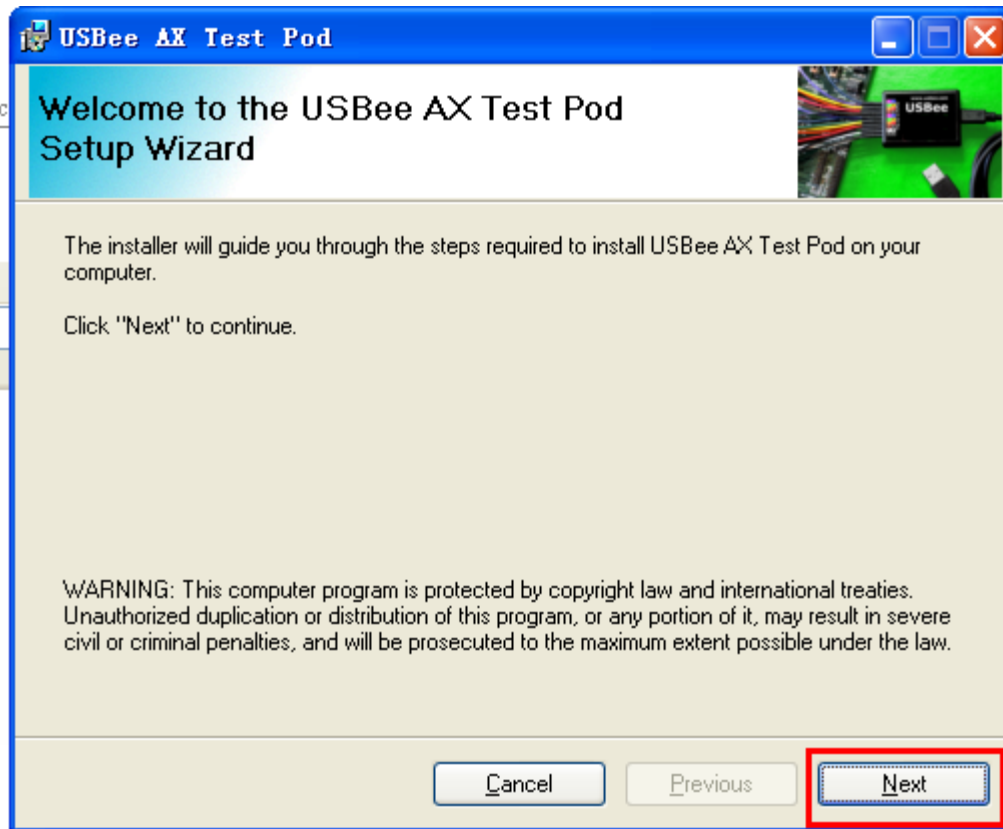 USBee AX Test Pod
Welcome to the USBee AX Test Pod
Setup Wizard
USBee
The installer will guide you through the steps required to install USBee AX Test Pod on your
computer.
Click "Next" to continue.
WARNING: This computer program is protected by copyright law and international treaties.
Unauthorized duplication or distribution of this program, or any portion of it, may result in severe
civil or criminal penalties, and will be prosecuted to the maximum extent possible under the law.
Cancel
Previous
Next